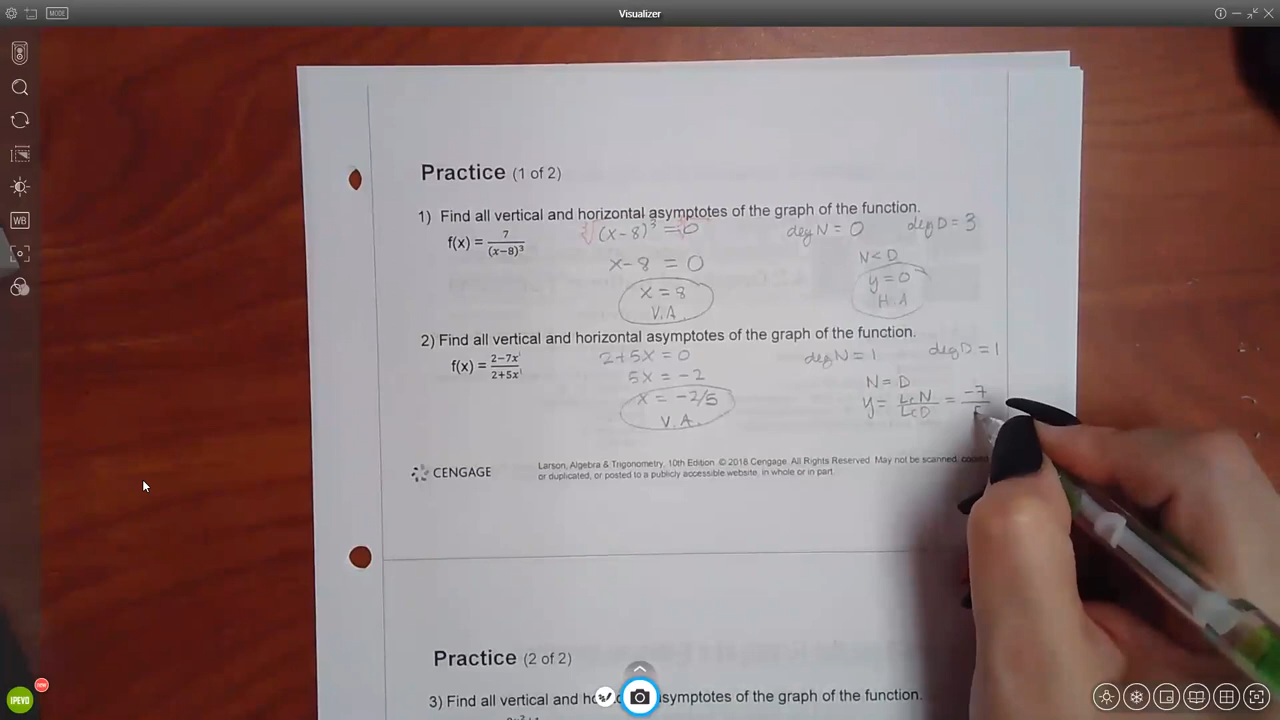 MODE
Visualizer
Practice (1 of 2)
1) Find all vertical and horizontal asymptotes of the graph of the function.
f(x) = 7/(x−8)³
∛(x−8)³ = ∛0
deg N = 0
deg D = 3
x−8 = 0
N < D
x = 8
V.A.
y = 0
H.A
2) Find all vertical and horizontal asymptotes of the graph of the function.
f(x) = 2−7x¹/2+5x¹
2+5x = 0
deg N = 1
deg D = 1
5x = −2
N = D
x = −2/5
V.A.
y = LcN/LcD = −7/
CENGAGE
Larson, Algebra & Trigonometry, 10th Edition. © 2018 Cengage. All Rights Reserved. May not be scanned,
or duplicated, or posted to a publicly accessible website, in whole or in part.
Practice (2 of 2)
3) Find all vertical and asymptotes of the graph of the function.
WB
IPEVO
new